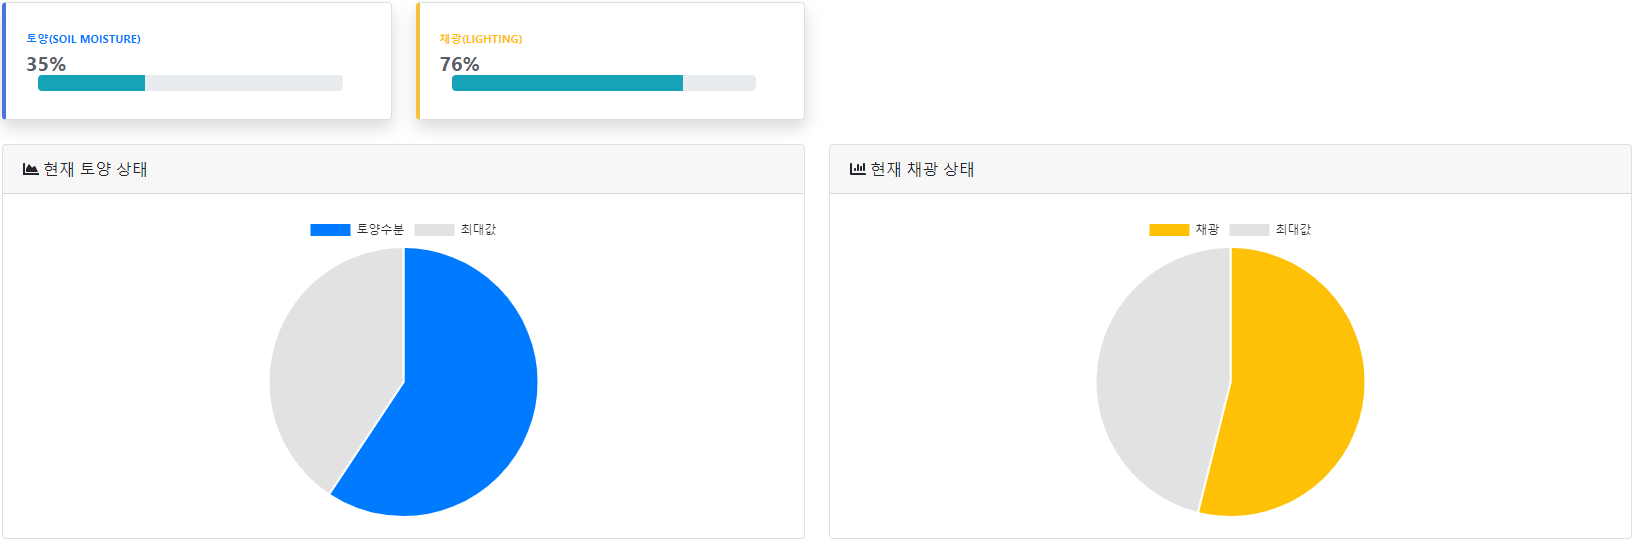 토양(SOIL MOISTURE)
35%
채광(LIGHTING)
76%
현재 토양 상태
토양수분 최대값
현재 채광 상태
채광 최대값